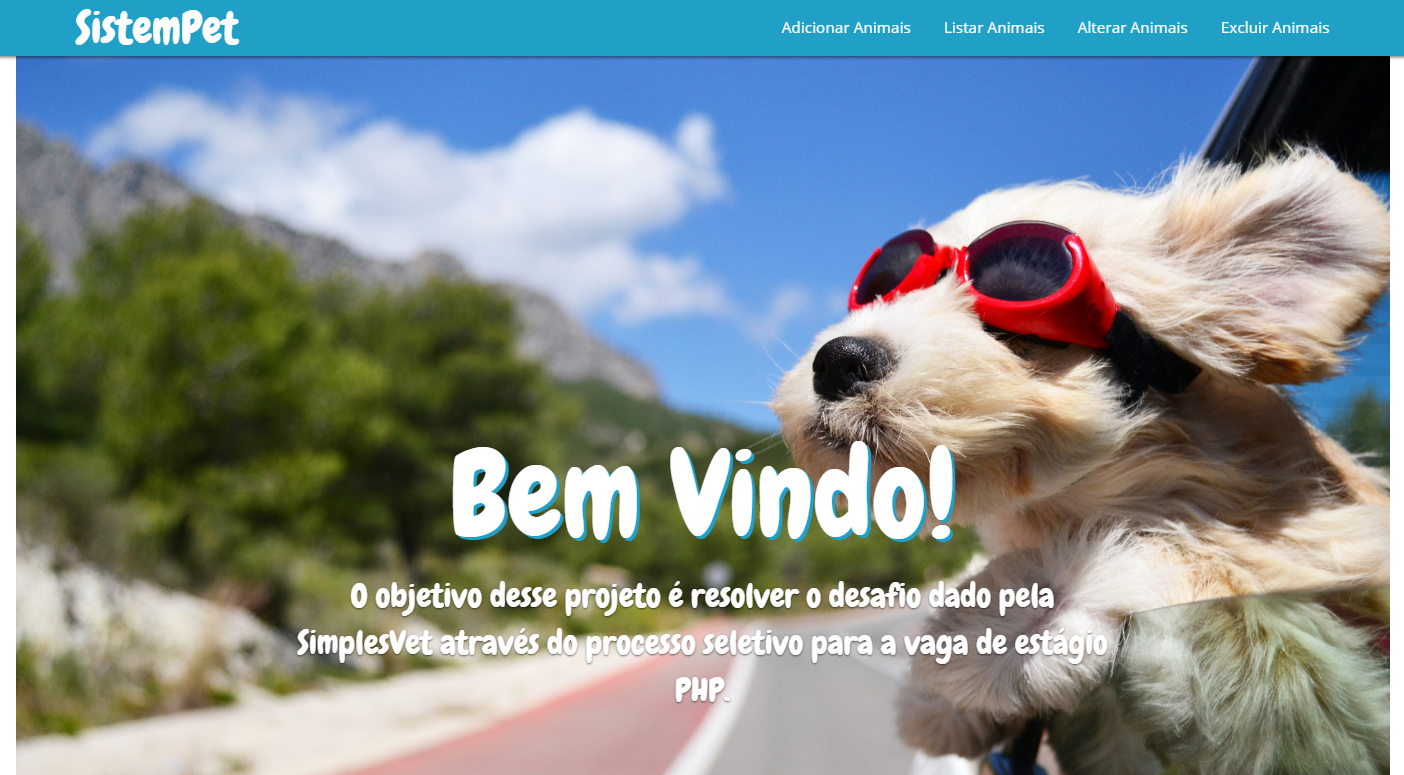 SistemPet
Adicionar Animais
Listar Animais
Alterar Animais
Excluir Animais
Bem Vindo!
O objetivo desse projeto é resolver o desafio dado pela
SimplesVet através do processo seletivo para a vaga de estágio
PHP.